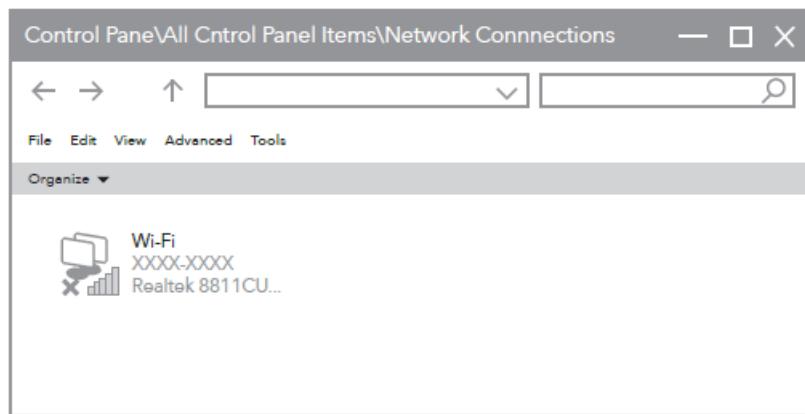 Control Pane\All Cntrol Panel Items\Network Connnections
File Edit View Advanced Tools
Organize
Wi-Fi
XXXX-XXXX
Realtek 8811CU...